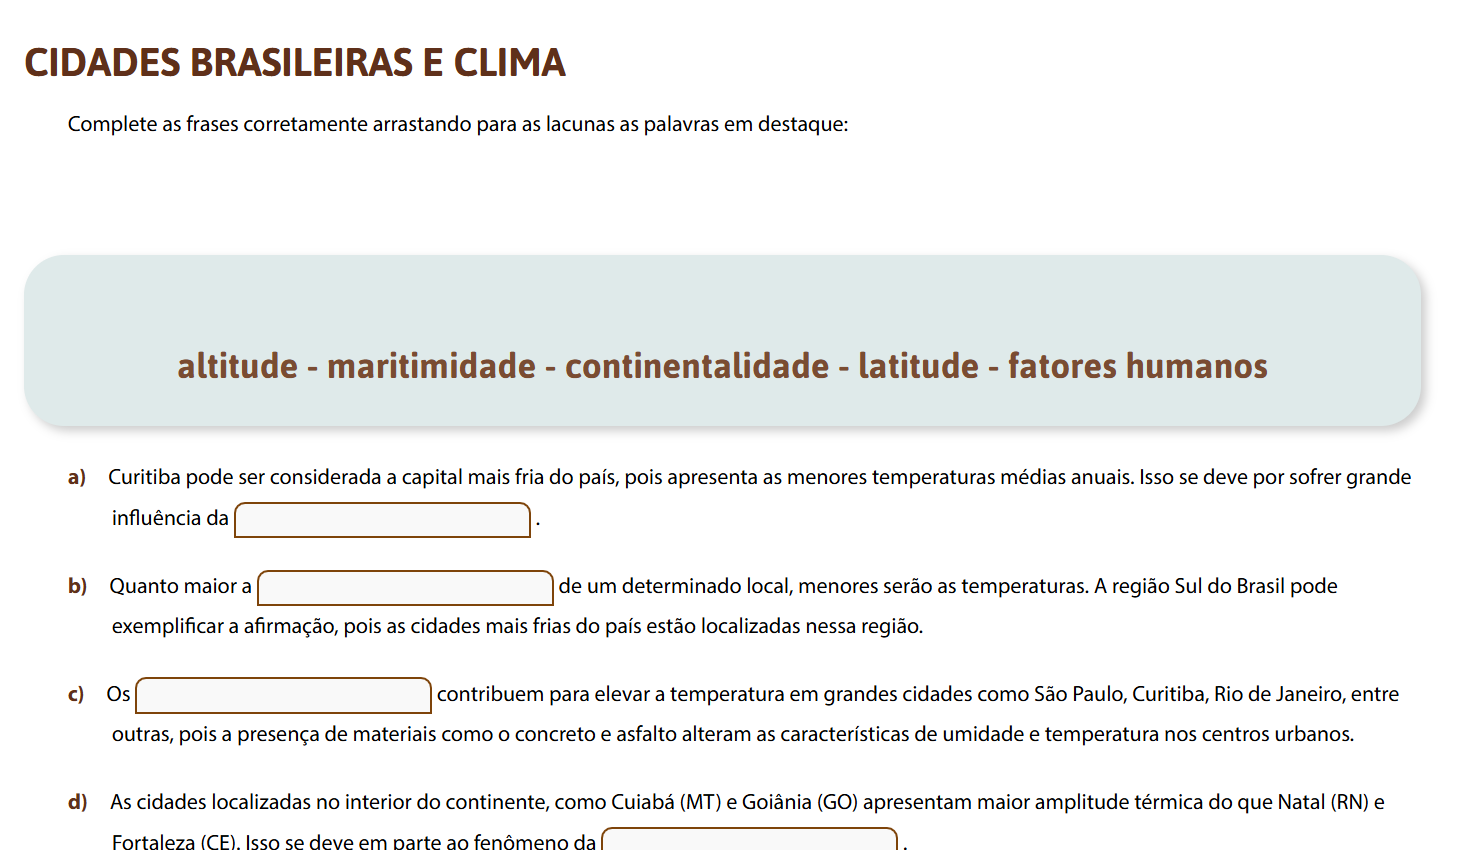 CIDADES BRASILEIRAS E CLIMA
Complete as frases corretamente arrastando para as lacunas as palavras em destaque:
altitude - maritimidade - continentalidade - latitude - fatores humanos
a) Curitiba pode ser considerada a capital mais fria do país, pois apresenta as menores temperaturas médias anuais. Isso se deve por sofrer grande
influência da .
b) Quanto maior a de um determinado local, menores serão as temperaturas. A região Sul do Brasil pode
exemplificar a afirmação, pois as cidades mais frias do país estão localizadas nessa região.
c) Os contribuem para elevar a temperatura em grandes cidades como São Paulo, Curitiba, Rio de Janeiro, entre
outras, pois a presença de materiais como o concreto e asfalto alteram as características de umidade e temperatura nos centros urbanos.
d) As cidades localizadas no interior do continente, como Cuiabá (MT) e Goiânia (GO) apresentam maior amplitude térmica do que Natal (RN) e
Fortaleza (CE). Isso se deve em parte ao fenômeno da .